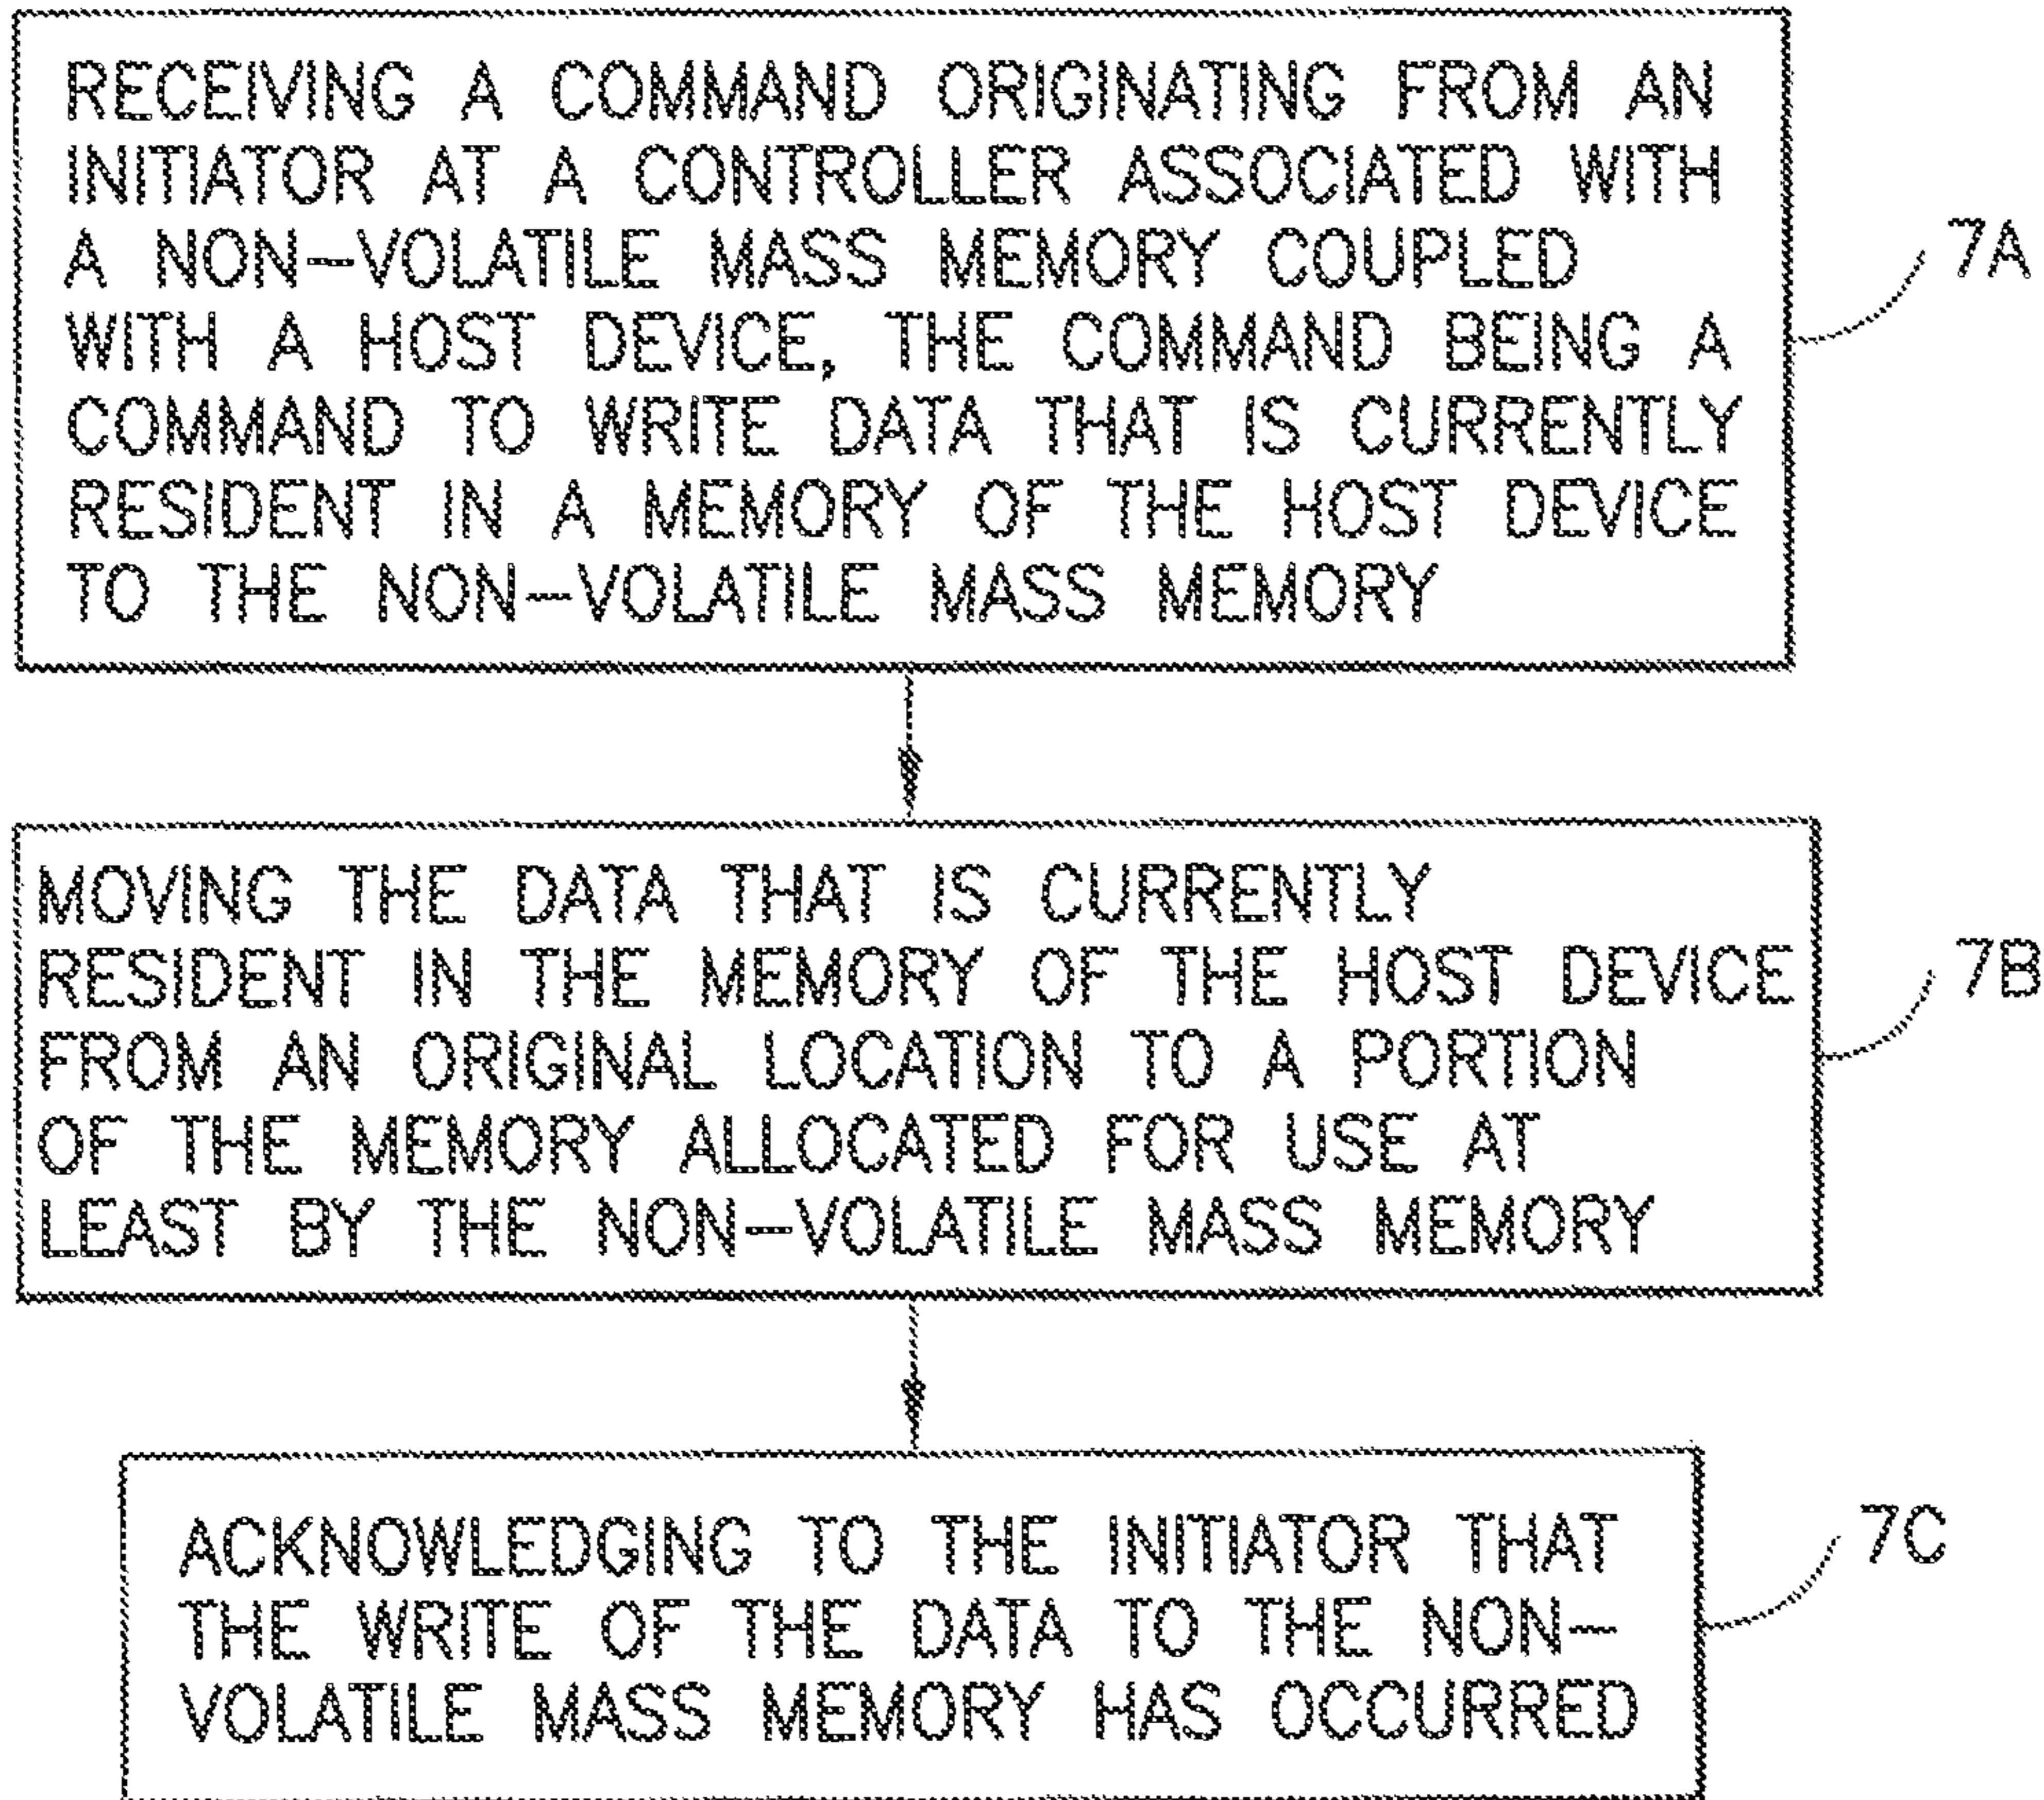 RECEIVING A COMMAND ORIGINATING FROM AN
INITIATOR AT A CONTROLLER ASSOCIATED WITH
A NON–VOLATILE MASS MEMORY COUPLED
WITH A HOST DEVICE, THE COMMAND BEING A
COMMAND TO WRITE DATA THAT IS CURRENTLY
RESIDENT IN A MEMORY OF THE HOST DEVICE
TO THE NON–VOLATILE MASS MEMORY
7A
MOVING THE DATA THAT IS CURRENTLY
RESIDENT IN THE MEMORY OF THE HOST DEVICE
FROM AN ORIGINAL LOCATION TO A PORTION
OF THE MEMORY ALLOCATED FOR USE AT
LEAST BY THE NON–VOLATILE MASS MEMORY
7B
ACKNOWLEDGING TO THE INITIATOR THAT
THE WRITE OF THE DATA TO THE NON–
VOLATILE MASS MEMORY HAS OCCURRED
7C